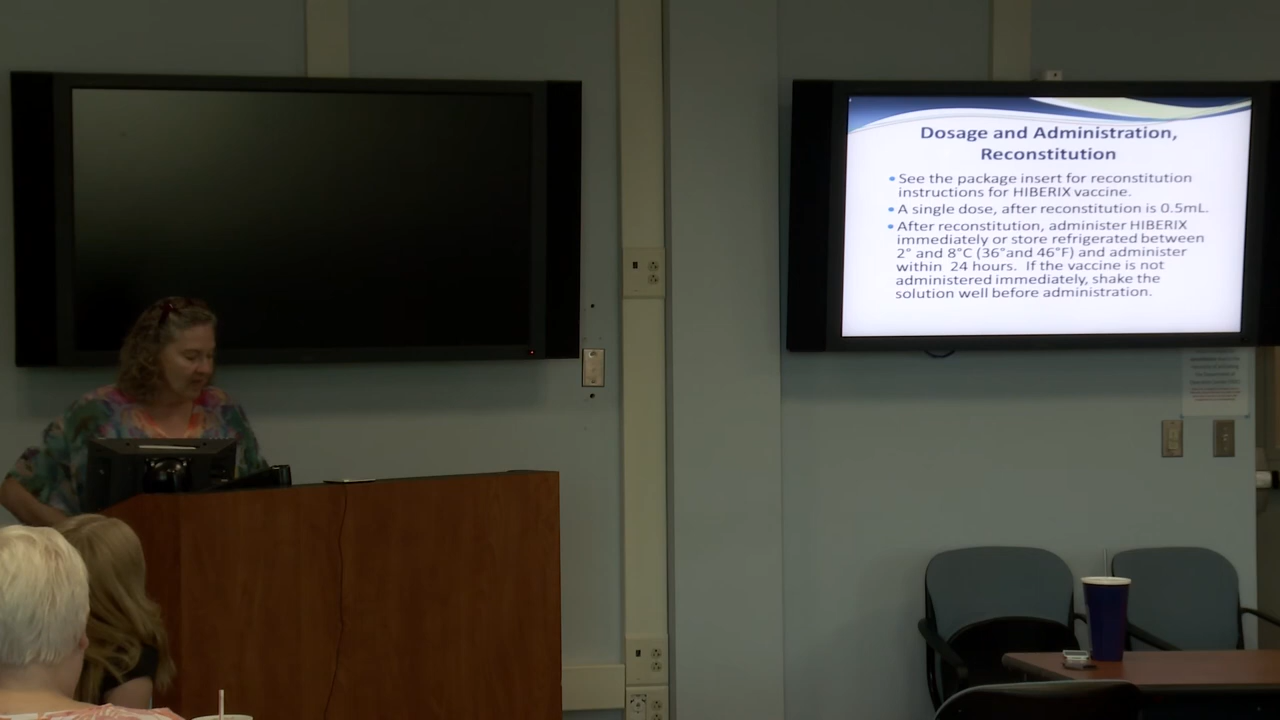 Dosage and Administration,
Reconstitution
• See the package insert for reconstitution
instructions for HIBERIX vaccine.
• A single dose, after reconstitution is 0.5mL.
• After reconstitution, administer HIBERIX
immediately or store refrigerated between
2° and 8°C (36°and 46°F) and administer
within 24 hours. If the vaccine is not
administered immediately, shake the
solution well before administration.